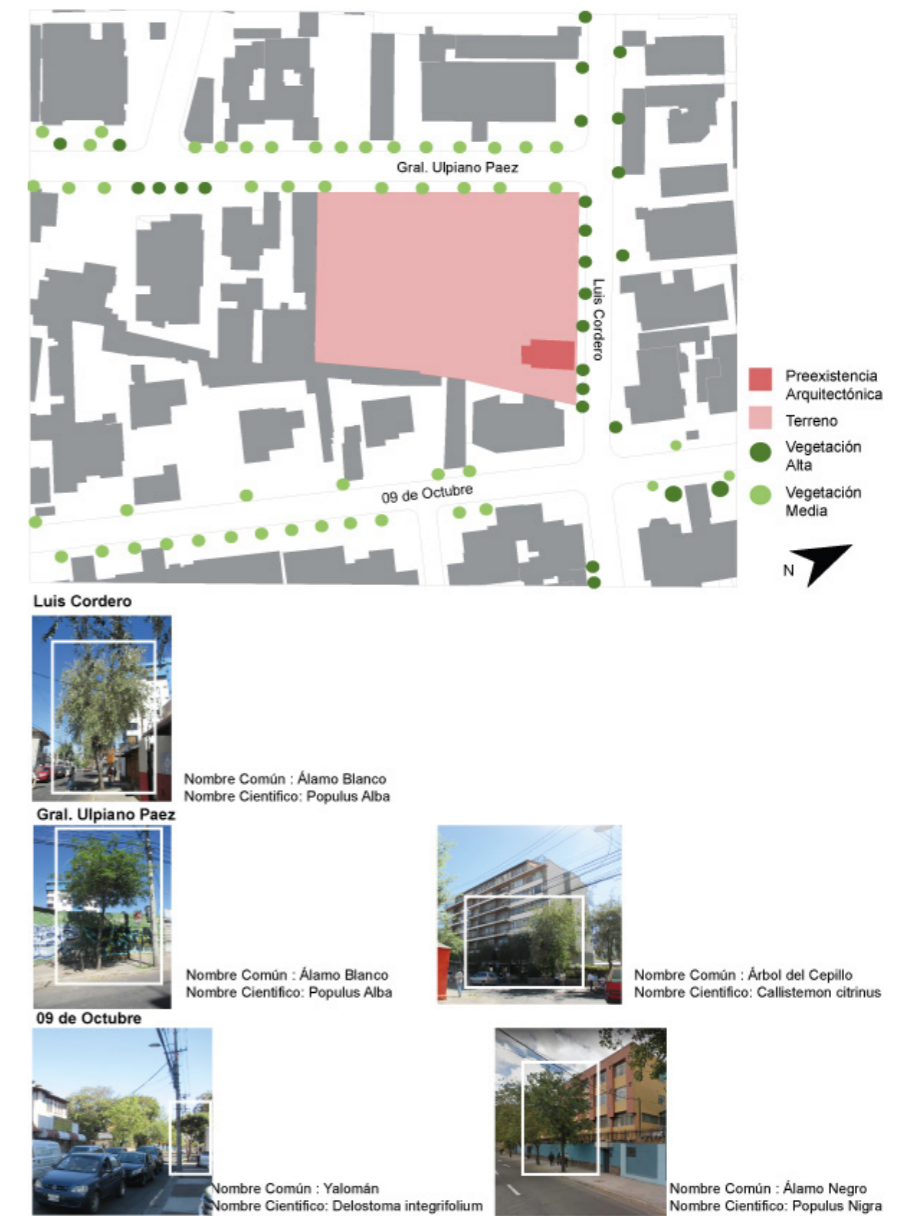 Gral. Ulpiano Paez
Luis Cordero
09 de Octubre
Preexistencia
Arquitectónica
Terreno
Vegetación
Alta
Vegetación
Media
N
Luis Cordero
Nombre Común : Álamo Blanco
Nombre Cientifico: Populus Alba
Gral. Ulpiano Paez
Nombre Común : Álamo Blanco
Nombre Cientifico: Populus Alba
Nombre Común : Árbol del Cepillo
Nombre Cientifico: Callistemon citrinus
09 de Octubre
Nombre Común : Yalomán
Nombre Cientifico: Delostoma integrifolium
Nombre Común : Álamo Negro
Nombre Cientifico: Populus Nigra